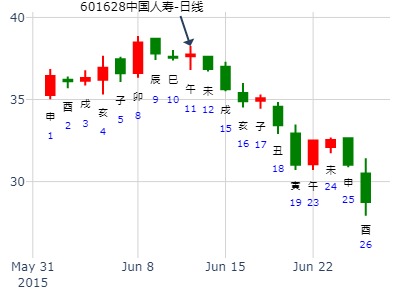 601628中国人寿-日线
40
35
30
申
1
酉
2
戌
3
亥
4
子
5
卯
8
辰
9
巳
10
午
11
未
12
戌
15
亥
16
子
17
丑
18
寅
19
午
23
未
24
申
25
酉
26
May 31
2015
Jun 8
Jun 15
Jun 22